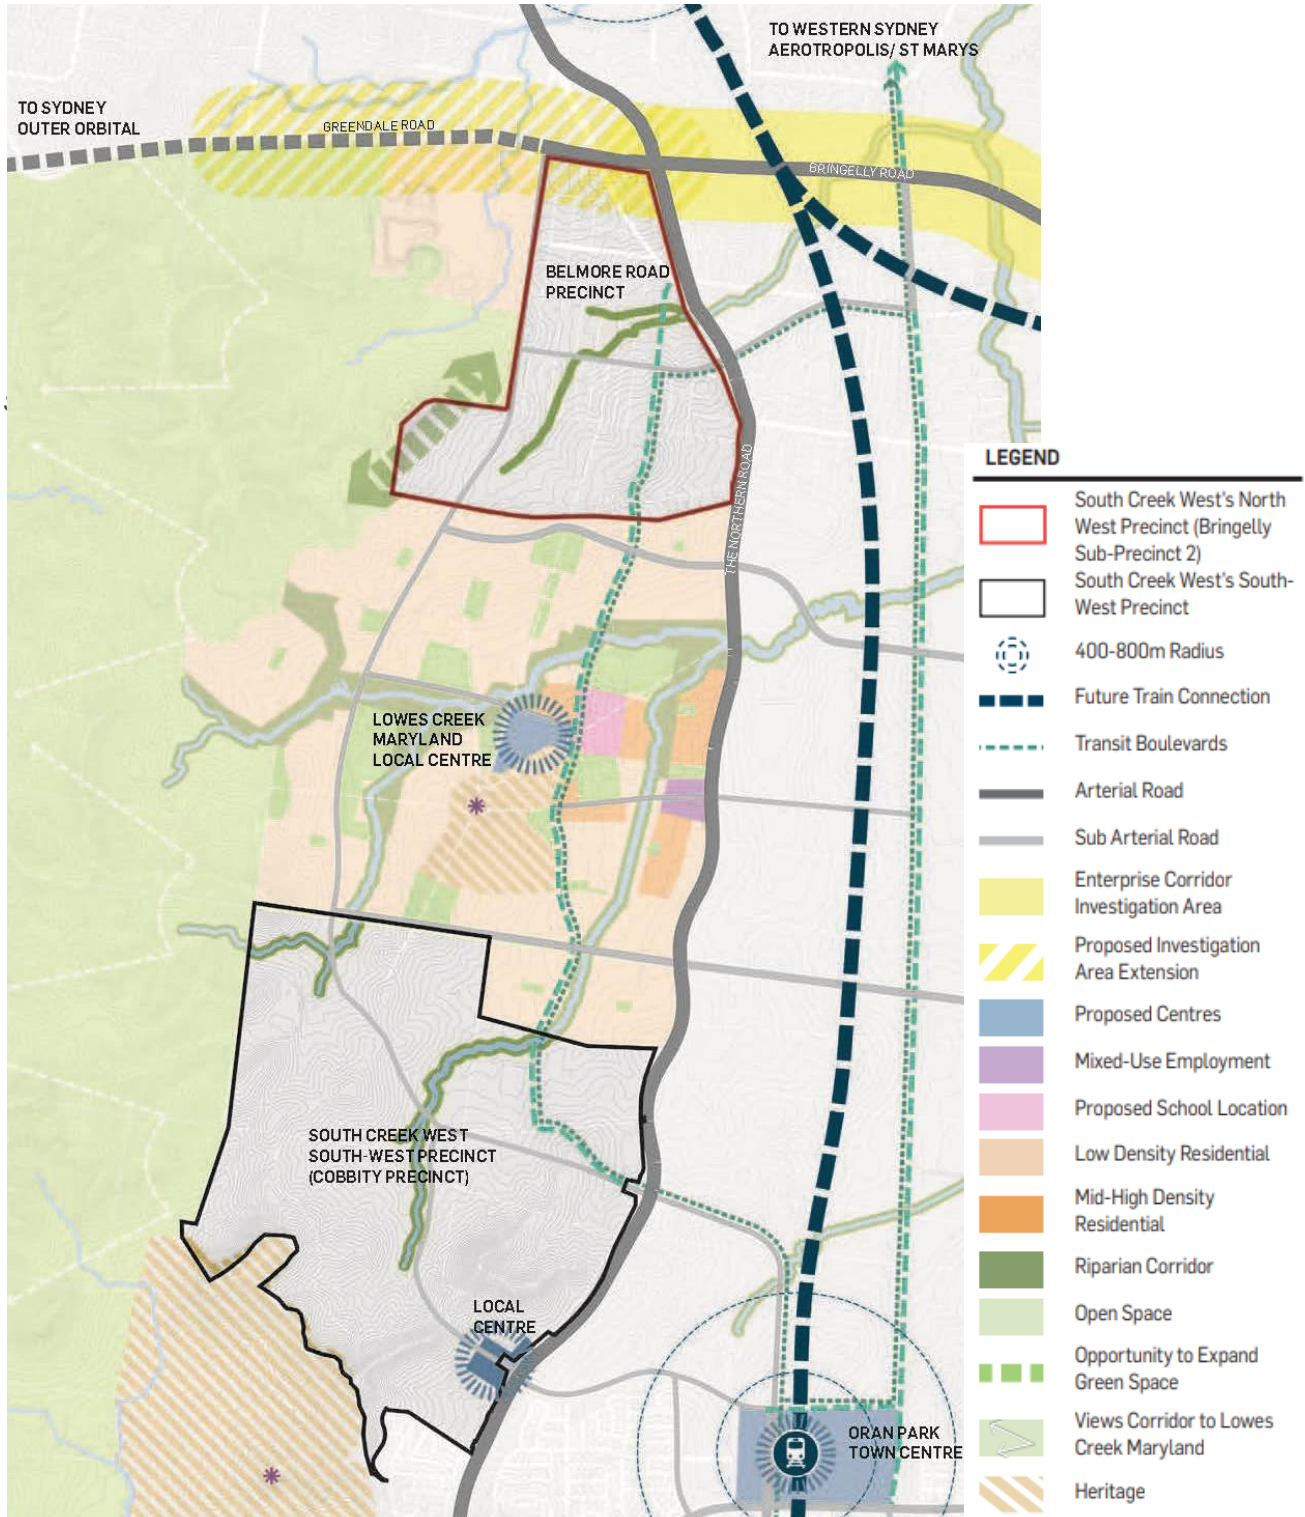 TO WESTERN SYDNEY
AEROTROPOLIS/ ST MARYS
TO SYDNEY
OUTER ORBITAL
GREENDALE ROAD
BRINGELLY ROAD
BELMORE ROAD
PRECINCT
THE NORTHERN ROAD
LOWES CREEK
MARYLAND
LOCAL CENTRE
SOUTH CREEK WEST
SOUTH-WEST PRECINCT
(COBBITY PRECINCT)
LOCAL
CENTRE
ORAN PARK
TOWN CENTRE
LEGEND
South Creek West's North
West Precinct (Bringelly
Sub-Precinct 2)
South Creek West's South-
West Precinct
400-800m Radius
Future Train Connection
Transit Boulevards
Arterial Road
Sub Arterial Road
Enterprise Corridor
Investigation Area
Proposed Investigation
Area Extension
Proposed Centres
Mixed-Use Employment
Proposed School Location
Low Density Residential
Mid-High Density
Residential
Riparian Corridor
Open Space
Opportunity to Expand
Green Space
Views Corridor to Lowes
Creek Maryland
Heritage